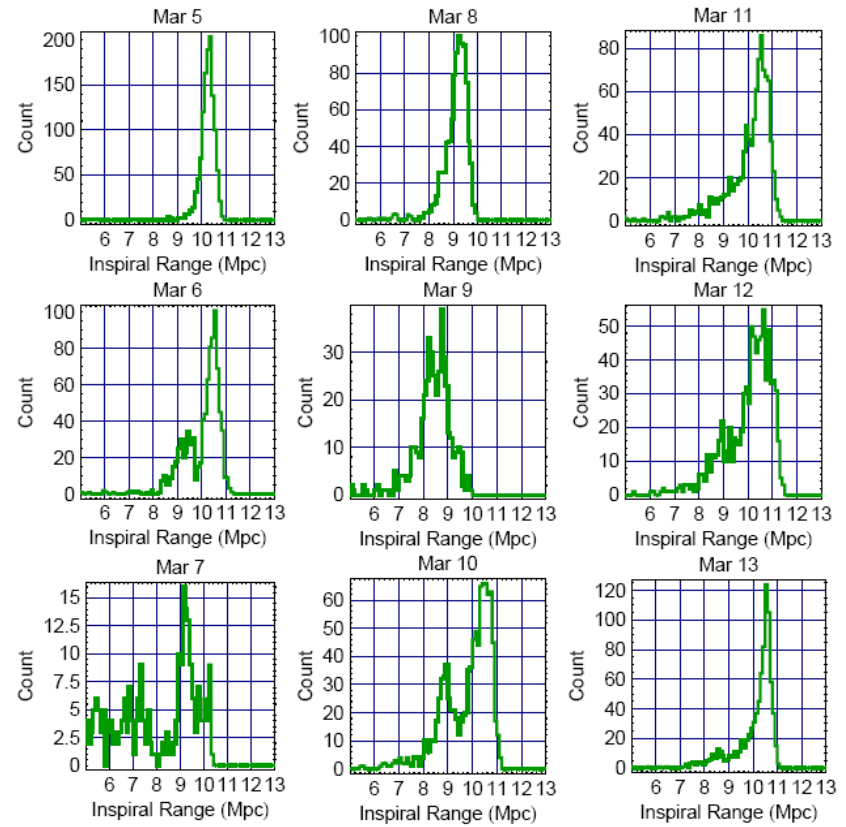 Mar 5
200
150
100
50
0
Count
6 7 8 9 10 11 12 13
Inspiral Range (Mpc)
Mar 8
100
80
60
40
20
0
Count
6 7 8 9 10 11 12 13
Inspiral Range (Mpc)
Mar 11
80
60
40
20
0
Count
6 7 8 9 10 11 12 13
Inspiral Range (Mpc)
Mar 6
100
80
60
40
20
0
Count
6 7 8 9 10 11 12 13
Inspiral Range (Mpc)
Mar 9
30
20
10
0
Count
6 7 8 9 10 11 12 13
Inspiral Range (Mpc)
Mar 12
50
40
30
20
10
0
Count
6 7 8 9 10 11 12 13
Inspiral Range (Mpc)
Mar 7
15
12.5
10
7.5
5
2.5
0
Count
6 7 8 9 10 11 12 13
Inspiral Range (Mpc)
Mar 10
60
50
40
30
20
10
0
Count
6 7 8 9 10 11 12 13
Inspiral Range (Mpc)
Mar 13
120
100
80
60
40
20
0
Count
6 7 8 9 10 11 12 13
Inspiral Range (Mpc)